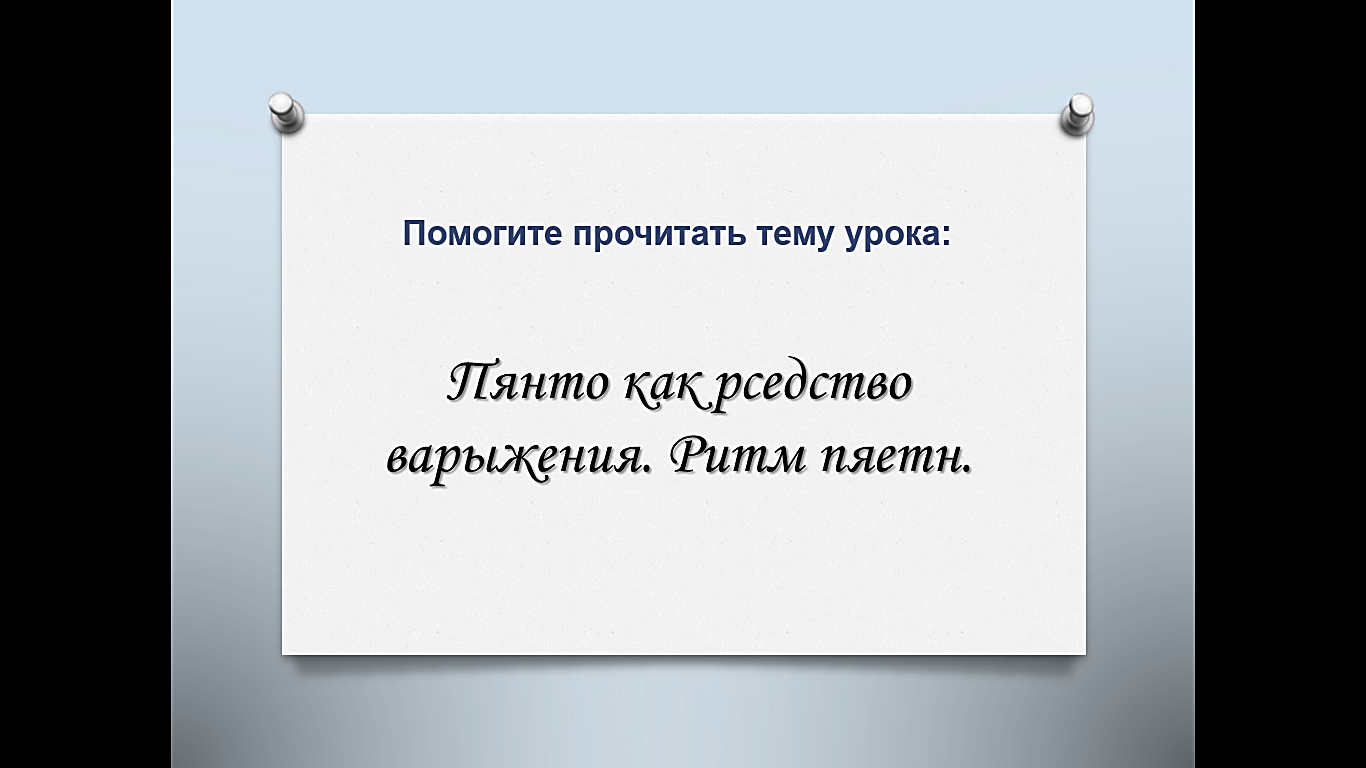 Помогите прочитать тему урока:
Пянто как рседство
варыжения. Ритм пяетн.